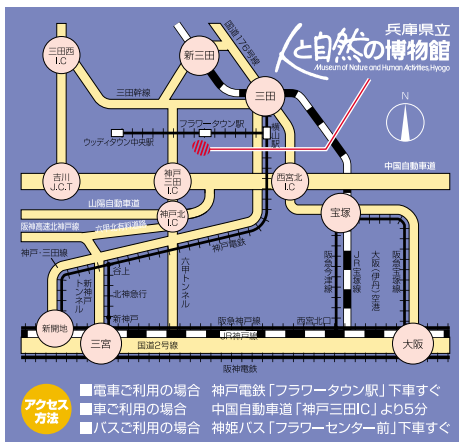 兵庫県立
人と自然の博物館
Museum of Nature and Human Activities, Hyogo
国道176号線
三田西
I.C
新三田
三田
三田幹線
N
フラワータウン駅
ウッディタウン中央駅
横山駅
中国自動車道
吉川
J.C.T
神戸
三田
I.C
西宮北
I.C
山陽自動車道
神戸北
I.C
宝塚
阪神高速北神戸線
六甲北有料道路
神戸・三田線
神戸電鉄
谷上
六甲トンネル
新神戸
トンネル
北神急行
新神戸
阪急今津線
JR宝塚線
大阪(伊丹)空港
阪急宝塚線
新開地
三宮
阪急神戸線
西宮北口
JR神戸線
大阪
国道2号線
阪神電鉄
アクセス
方法
■電車ご利用の場合 神戸電鉄「フラワータウン駅」下車すぐ
■車ご利用の場合 中国自動車道「神戸三田IC」より5分
■バスご利用の場合 神姫バス「フラワーセンター前」下車すぐ